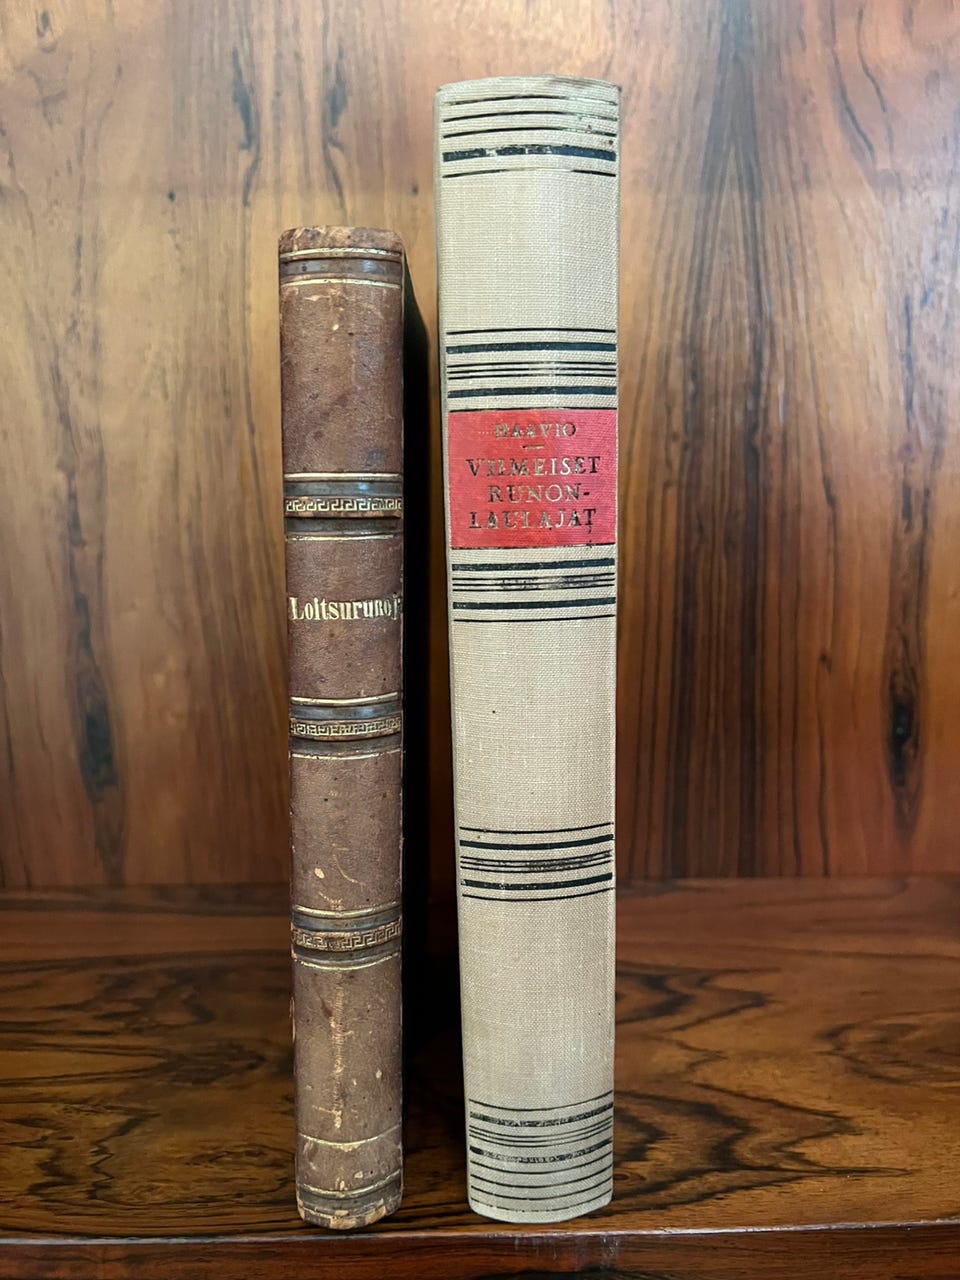 Loitsurunoja
HAAVIO
VIIMEISET
RUNON-
LAULAJAT